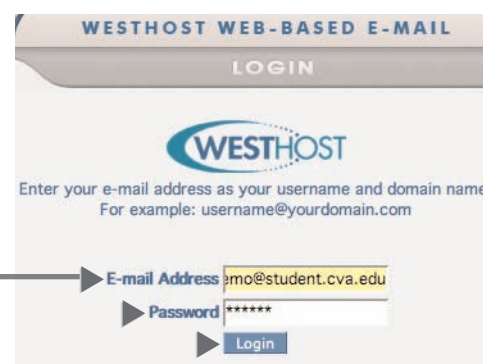 WESTHOST WEB-BASED E-MAIL
LOGIN
WESTHOST
Enter your e-mail address as your username and domain name
For example: username@yourdomain.com
E-mail Address emo@student.cva.edu
Password ******
Login